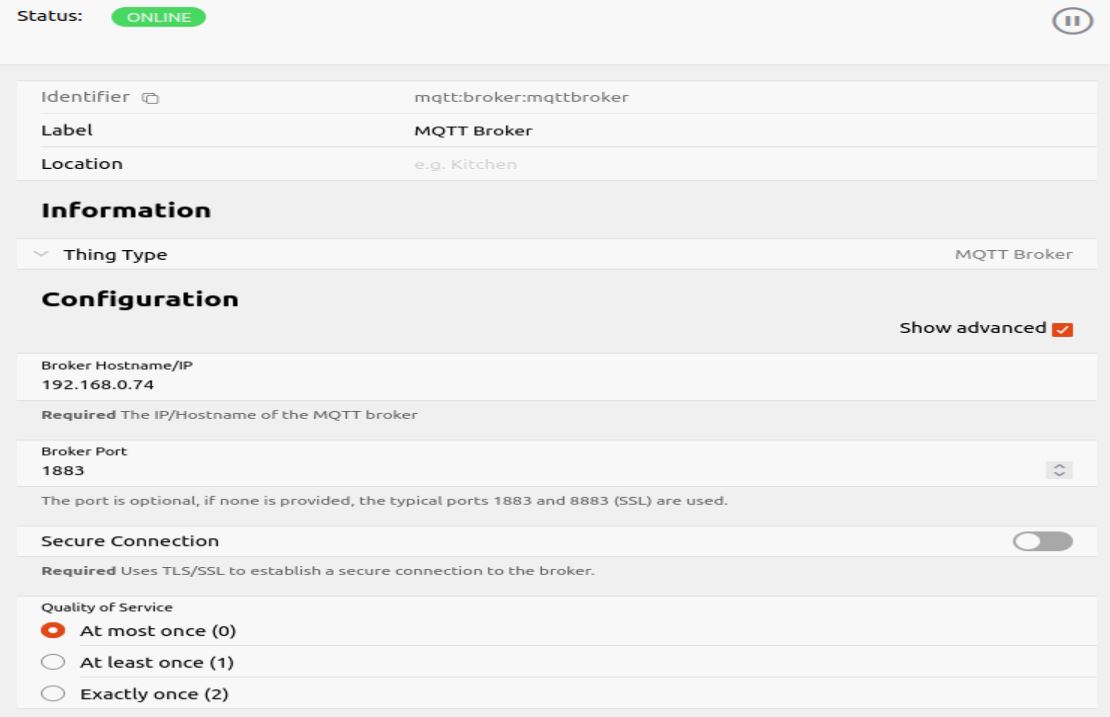 Status: ONLINE
Identifier mqtt:broker:mqttbroker
Label MQTT Broker
Location e.g. Kitchen
Information
Thing Type MQTT Broker
Configuration
Show advanced
Broker Hostname/IP
192.168.0.74
Required The IP/Hostname of the MQTT broker
Broker Port
1883
The port is optional, if none is provided, the typical ports 1883 and 8883 (SSL) are used.
Secure Connection
Required Uses TLS/SSL to establish a secure connection to the broker.
Quality of Service
At most once (0)
At least once (1)
Exactly once (2)